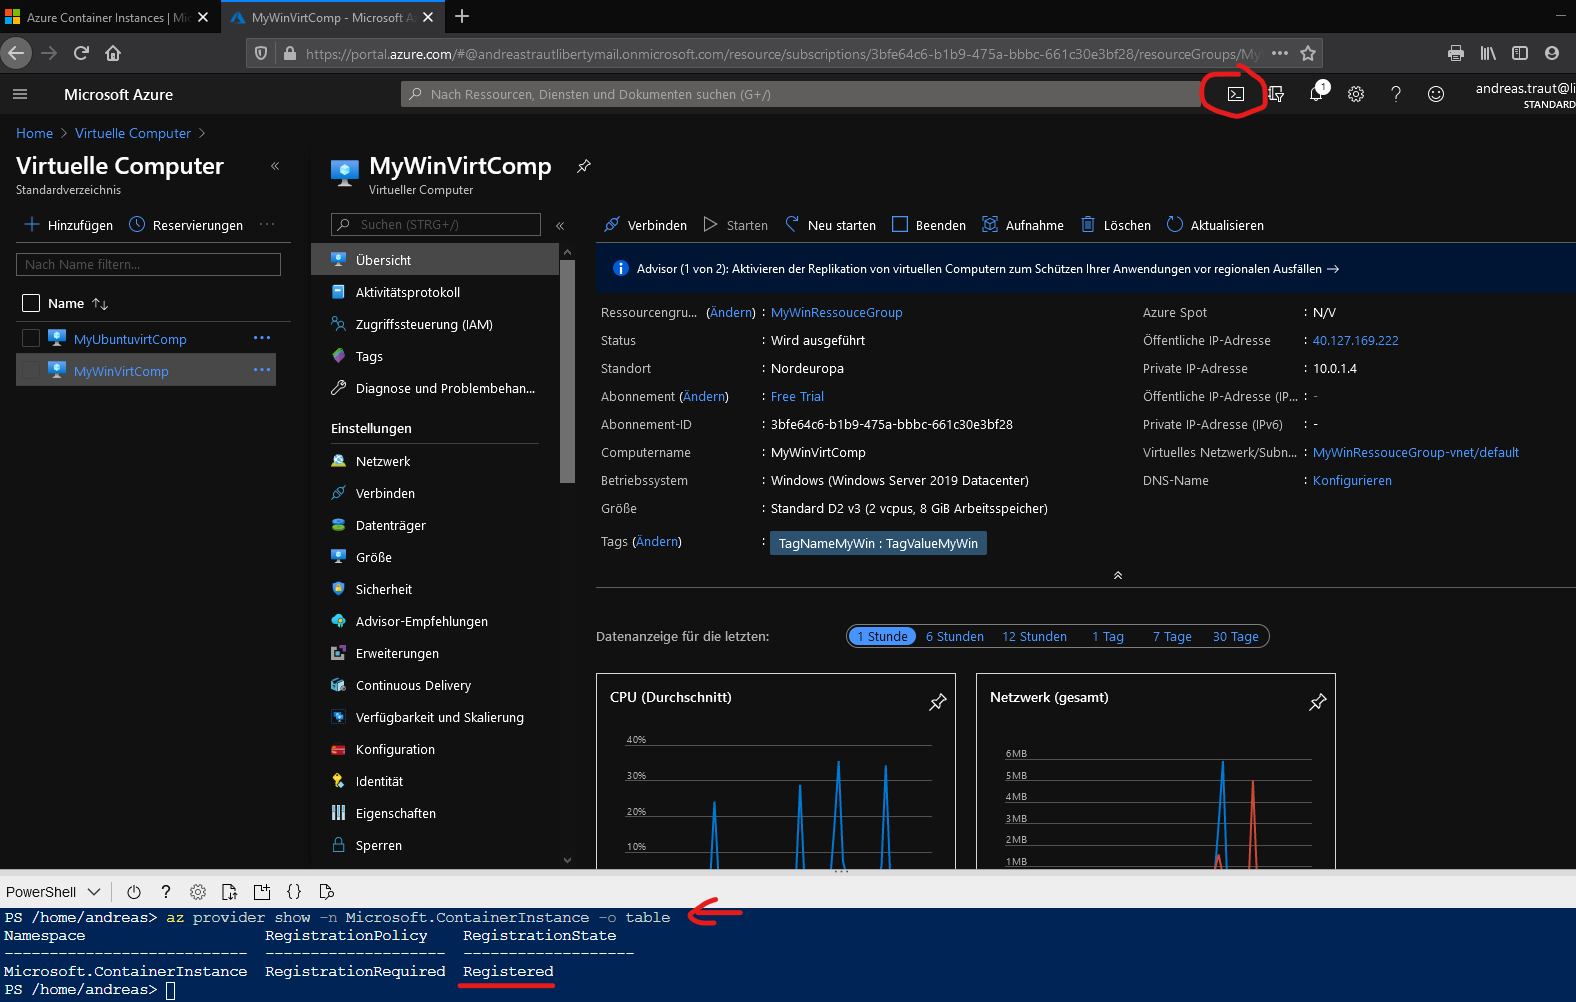 Azure Container Instances | Mic
MyWinVirtComp - Microsoft A
https://portal.azure.com/#@andreastrautlibertymail.onmicrosoft.com/resource/subscriptions/3bfe64c6-b1b9-475a-bbbc-661c30e3bf28/resourceGroups/My
Microsoft Azure
Nach Ressourcen, Diensten und Dokumenten suchen (G+/)
1
andreas.traut@li
STANDARD
Home > Virtuelle Computer >
Virtuelle Computer
Standardverzeichnis
Hinzufügen
Reservierungen
Nach Name filtern...
Name
MyUbuntuvirtComp
MyWinVirtComp
MyWinVirtComp
Virtueller Computer
Suchen (STRG+/)
Übersicht
Aktivitätsprotokoll
Zugriffssteuerung (IAM)
Tags
Diagnose und Problembehan...
Einstellungen
Netzwerk
Verbinden
Datenträger
Größe
Sicherheit
Advisor-Empfehlungen
Erweiterungen
Continuous Delivery
Verfügbarkeit und Skalierung
Konfiguration
Identität
Eigenschaften
Sperren
Verbinden
Starten
Neu starten
Beenden
Aufnahme
Löschen
Aktualisieren
Advisor (1 von 2): Aktivieren der Replikation von virtuellen Computern zum Schützen Ihrer Anwendungen vor regionalen Ausfällen →
Ressourcengru... (Ändern) : MyWinRessouceGroup
Status : Wird ausgeführt
Standort : Nordeuropa
Abonnement (Ändern) : Free Trial
Abonnement-ID : 3bfe64c6-b1b9-475a-bbbc-661c30e3bf28
Computername : MyWinVirtComp
Betriebssystem : Windows (Windows Server 2019 Datacenter)
Größe : Standard D2 v3 (2 vcpus, 8 GiB Arbeitsspeicher)
Tags (Ändern) : TagNameMyWin : TagValueMyWin
Azure Spot : N/V
Öffentliche IP-Adresse : 40.127.169.222
Private IP-Adresse : 10.0.1.4
Öffentliche IP-Adresse (IP... : -
Private IP-Adresse (IPv6) : -
Virtuelles Netzwerk/Subn... : MyWinRessouceGroup-vnet/default
DNS-Name : Konfigurieren
Datenanzeige für die letzten:
1 Stunde
6 Stunden
12 Stunden
1 Tag
7 Tage
30 Tage
CPU (Durchschnitt)
40%
30%
20%
10%
Netzwerk (gesamt)
6MB
5MB
4MB
3MB
2MB
1MB
PowerShell
PS /home/andreas> az provider show -n Microsoft.ContainerInstance -o table
Namespace RegistrationPolicy RegistrationState
--------------------------- -------------------- -------------------
Microsoft.ContainerInstance RegistrationRequired Registered
PS /home/andreas>